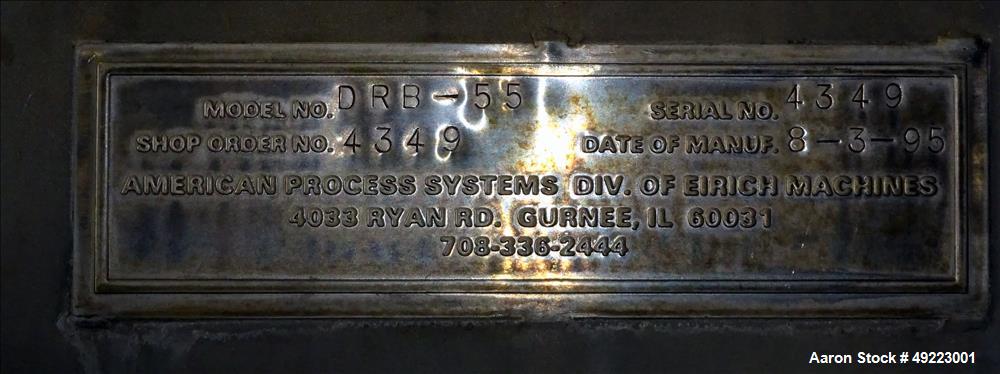 MODEL NO. DRB-55 SERIAL NO. 4349
SHOP ORDER NO. 4349 DATE OF MANUF. 8-3-95
AMERICAN PROCESS SYSTEMS DIV. OF EIRICH MACHINES
4033 RYAN RD. GURNEE, IL 60031
708-336-2444
Aaron Stock # 49223001